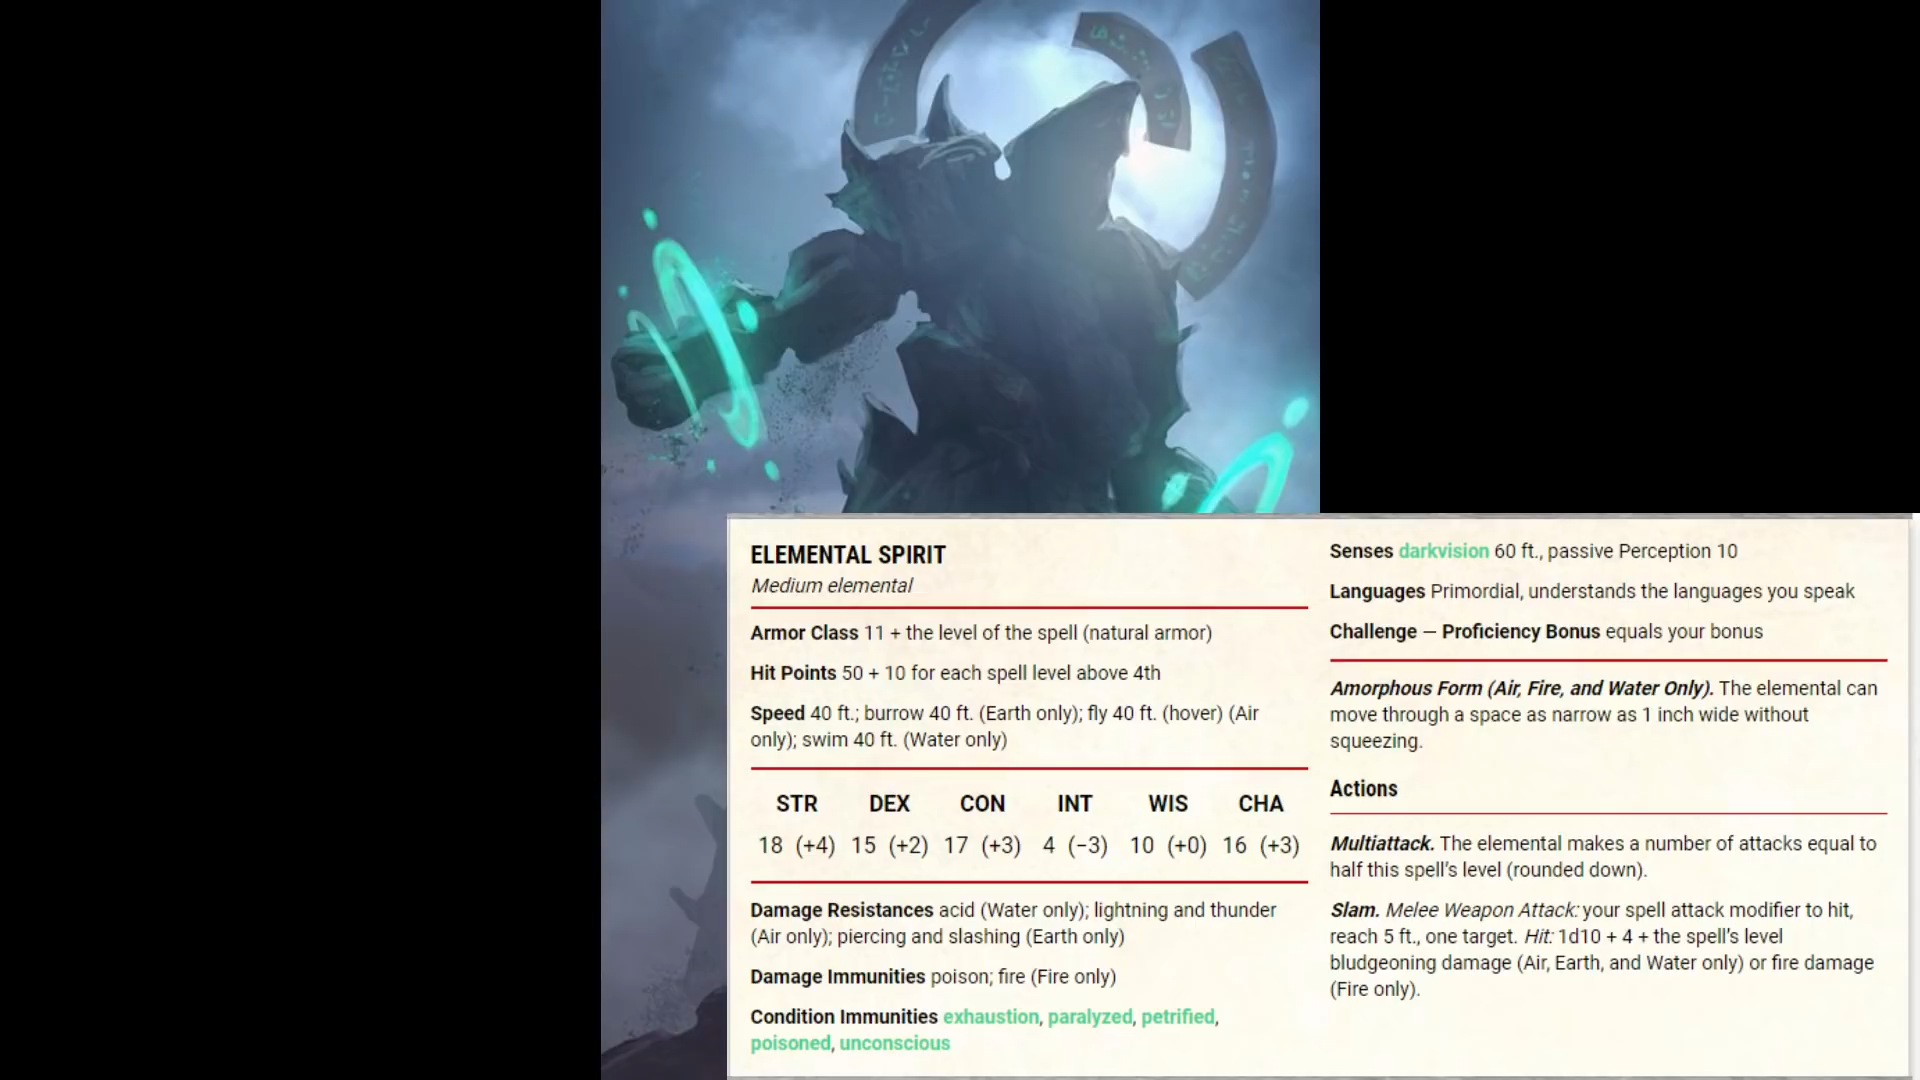 ELEMENTAL SPIRIT
Medium elemental
Armor Class 11 + the level of the spell (natural armor)
Hit Points 50 + 10 for each spell level above 4th
Speed 40 ft.; burrow 40 ft. (Earth only); fly 40 ft. (hover) (Air
only); swim 40 ft. (Water only)
STR DEX CON INT WIS CHA
18 (+4) 15 (+2) 17 (+3) 4 (−3) 10 (+0) 16 (+3)
Damage Resistances acid (Water only); lightning and thunder
(Air only); piercing and slashing (Earth only)
Damage Immunities poison; fire (Fire only)
Condition Immunities exhaustion, paralyzed, petrified,
poisoned, unconscious
Senses darkvision 60 ft., passive Perception 10
Languages Primordial, understands the languages you speak
Challenge — Proficiency Bonus equals your bonus
Amorphous Form (Air, Fire, and Water Only). The elemental can
move through a space as narrow as 1 inch wide without
squeezing.
Actions
Multiattack. The elemental makes a number of attacks equal to
half this spell’s level (rounded down).
Slam. Melee Weapon Attack: your spell attack modifier to hit,
reach 5 ft., one target. Hit: 1d10 + 4 + the spell’s level
bludgeoning damage (Air, Earth, and Water only) or fire damage
(Fire only).